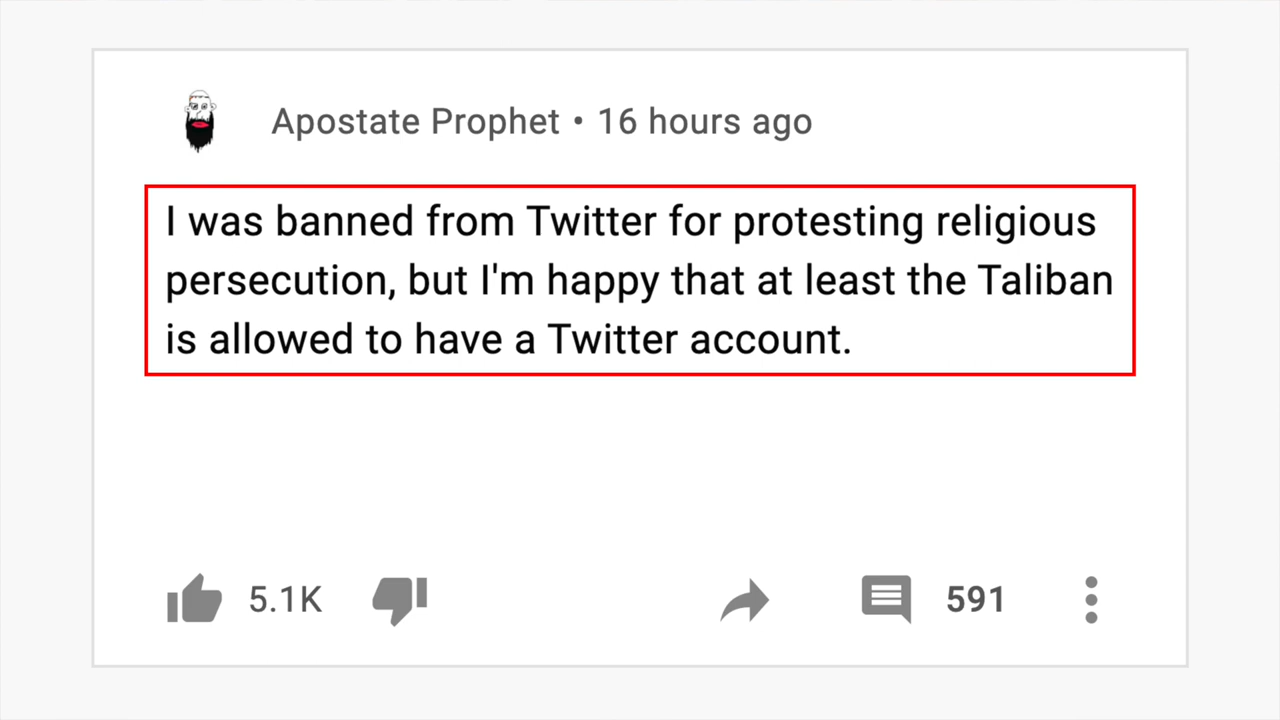 Apostate Prophet • 16 hours ago
I was banned from Twitter for protesting religious
persecution, but I'm happy that at least the Taliban
is allowed to have a Twitter account.
5.1K 591